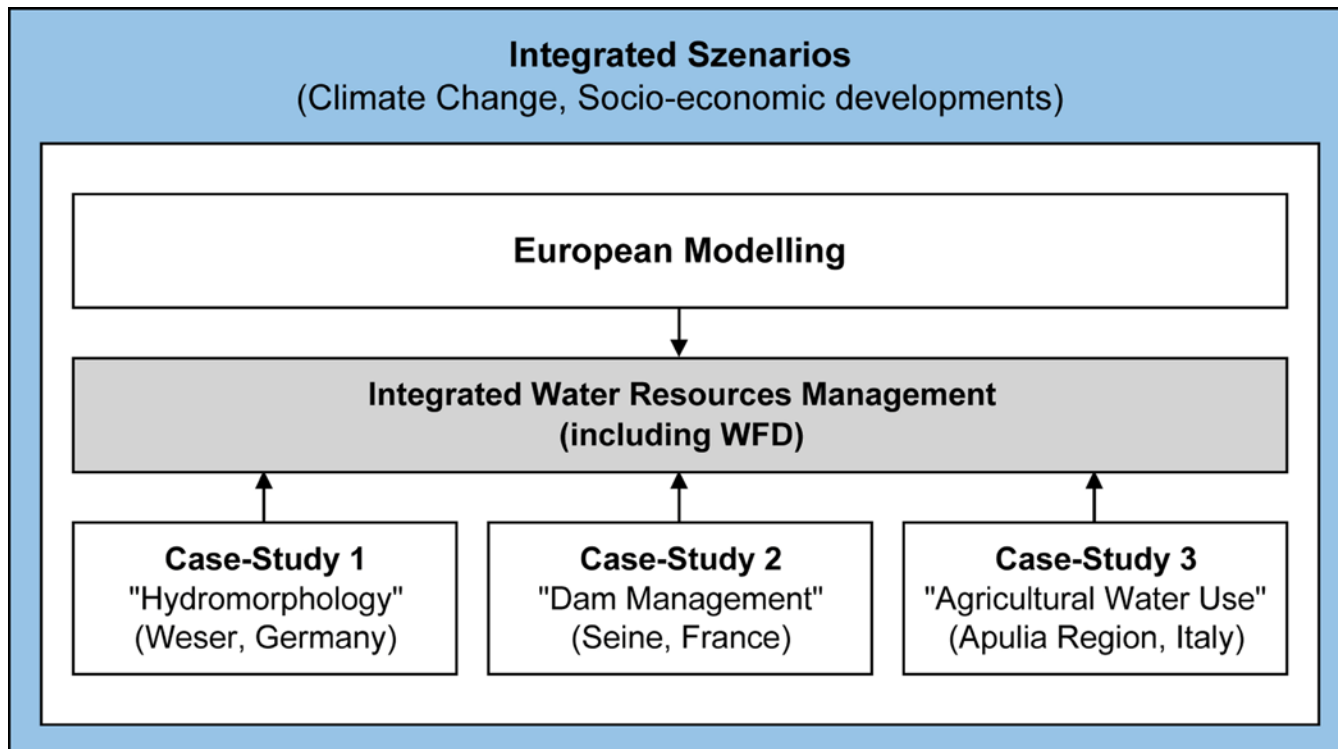 Integrated Szenarios
(Climate Change, Socio-economic developments)
European Modelling
Integrated Water Resources Management
(including WFD)
Case-Study 1
"Hydromorphology"
(Weser, Germany)
Case-Study 2
"Dam Management"
(Seine, France)
Case-Study 3
"Agricultural Water Use"
(Apulia Region, Italy)